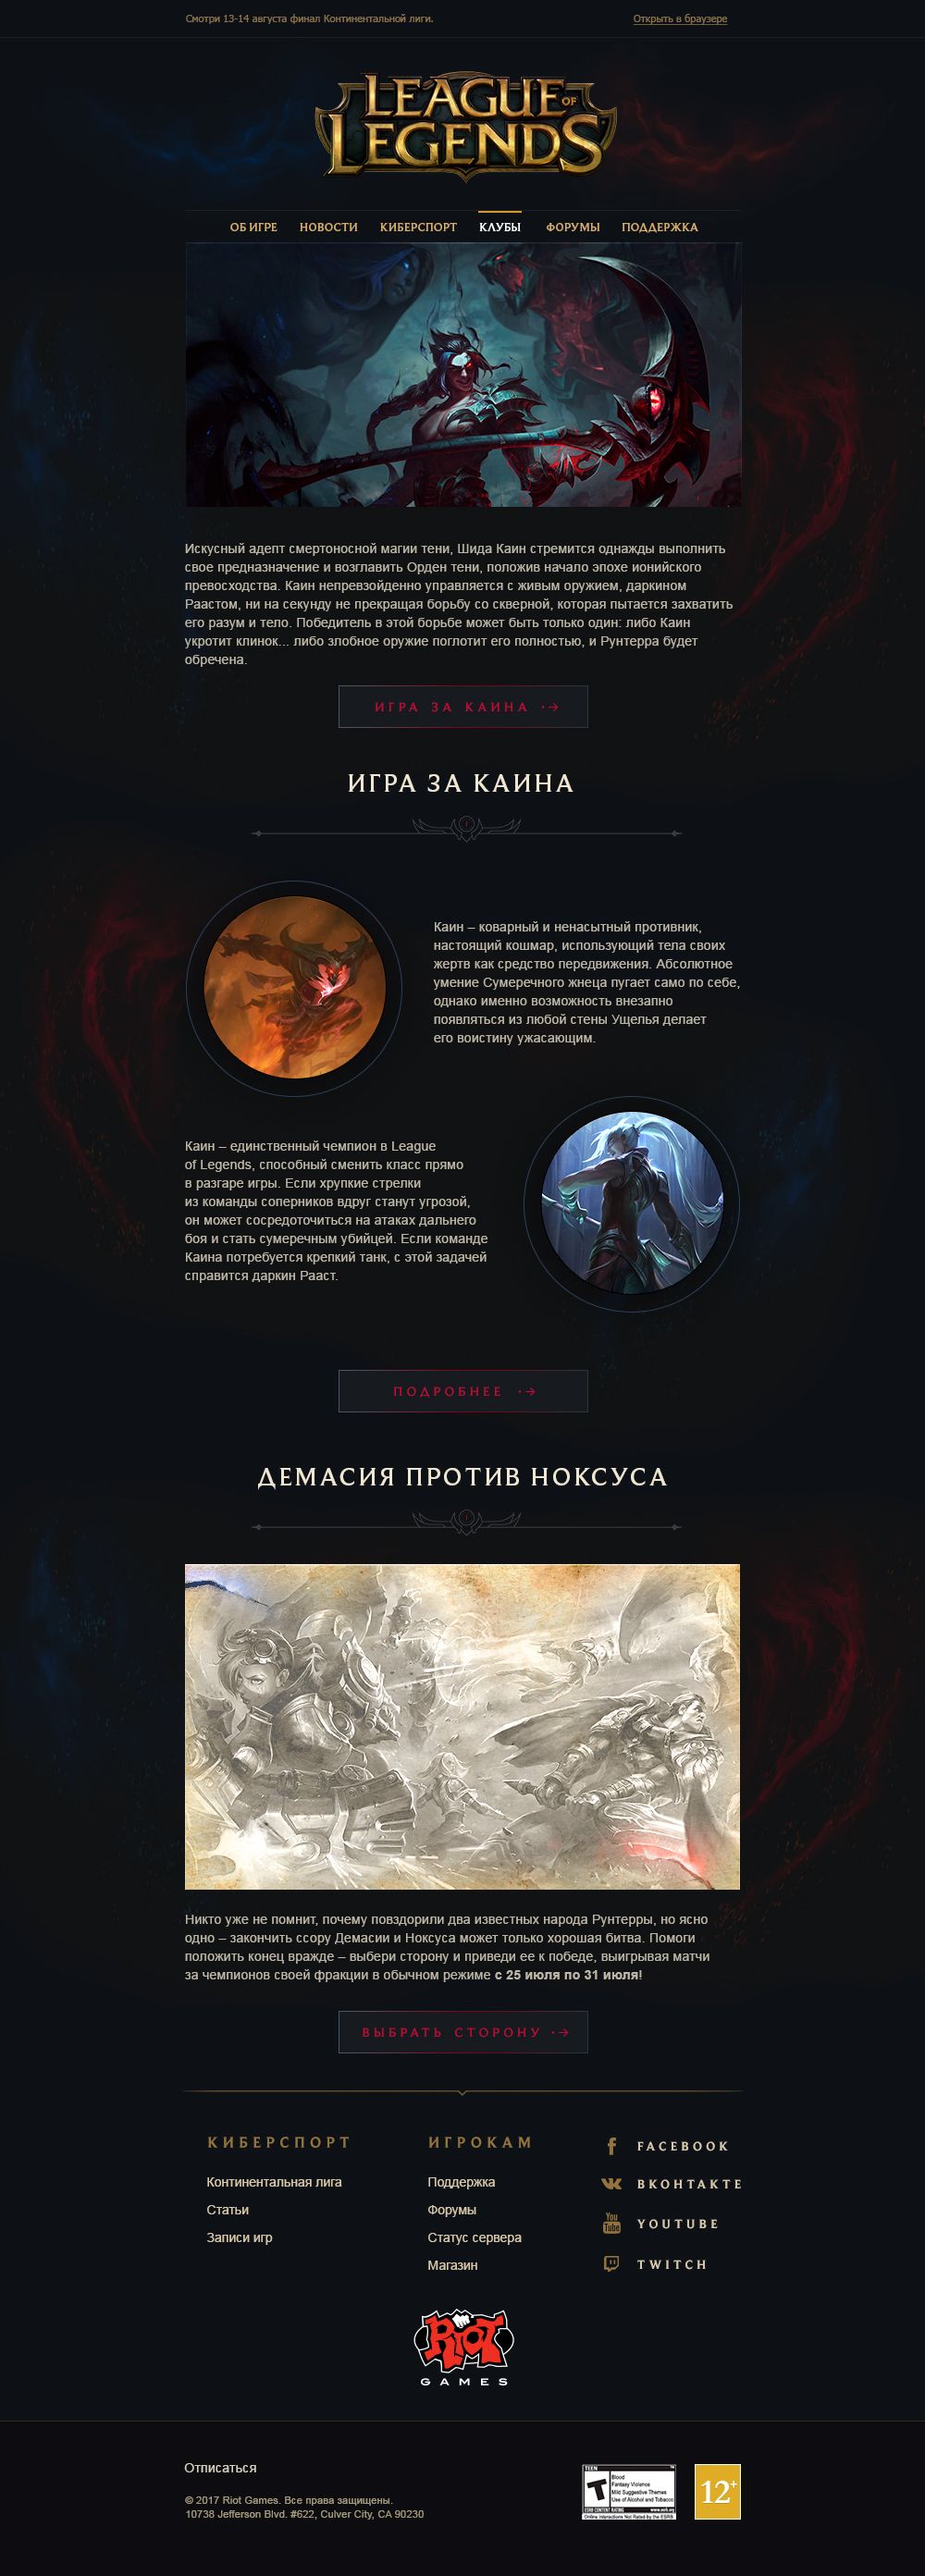 Смотри 13-14 августа финал Континентальной лиги.
Открыть в браузере
LEAGUE OF
LEGENDS
ОБ ИГРЕ НОВОСТИ КИБЕРСПОРТ КЛУБЫ ФОРУМЫ ПОДДЕРЖКА
Искусный адепт смертоносной магии тени, Шида Каин стремится однажды выполнить
свое предназначение и возглавить Орден тени, положив начало эпохе ионийского
превосходства. Каин непревзойденно управляется с живым оружием, даркином
Раастом, ни на секунду не прекращая борьбу со скверной, которая пытается захватить
его разум и тело. Победитель в этой борьбе может быть только один: либо Каин
укротит клинок... либо злобное оружие поглотит его полностью, и Рунтерра будет
обречена.
ИГРА ЗА КАИНА
ИГРА ЗА КАИНА
Каин – коварный и ненасытный противник,
настоящий кошмар, использующий тела своих
жертв как средство передвижения. Абсолютное
умение Сумеречного жнеца пугает само по себе,
однако именно возможность внезапно
появляться из любой стены Ущелья делает
его воистину ужасающим.
Каин – единственный чемпион в League
of Legends, способный сменить класс прямо
в разгаре игры. Если хрупкие стрелки
из команды соперников вдруг станут угрозой,
он может сосредоточиться на атаках дальнего
боя и стать сумеречным убийцей. Если команде
Каина потребуется крепкий танк, с этой задачей
справится даркин Рааст.
ПОДРОБНЕЕ
ДЕМАСИЯ ПРОТИВ НОКСУСА
Никто уже не помнит, почему повздорили два известных народа Рунтерры, но ясно
одно – закончить ссору Демасии и Ноксуса может только хорошая битва. Помоги
положить конец вражде – выбери сторону и приведи ее к победе, выигрывая матчи
за чемпионов своей фракции в обычном режиме с 25 июля по 31 июля!
ВЫБРАТЬ СТОРОНУ
КИБЕРСПОРТ
Континентальная лига
Статьи
Записи игр
ИГРОКАМ
Поддержка
Форумы
Статус сервера
Магазин
FACEBOOK
ВКОНТАКТЕ
You
Tube
YOUTUBE
TWITCH
RIOT
GAMES
Отписаться
© 2017 Riot Games. Все права защищены.
10738 Jefferson Blvd. #622, Culver City, CA 90230
TEEN
T
Blood
Fantasy Violence
Mild Suggestive Themes
Use of Alcohol and Tobacco
ESRB CONTENT RATING www.esrb.org
Online Interactions Not Rated by the ESRB
12+